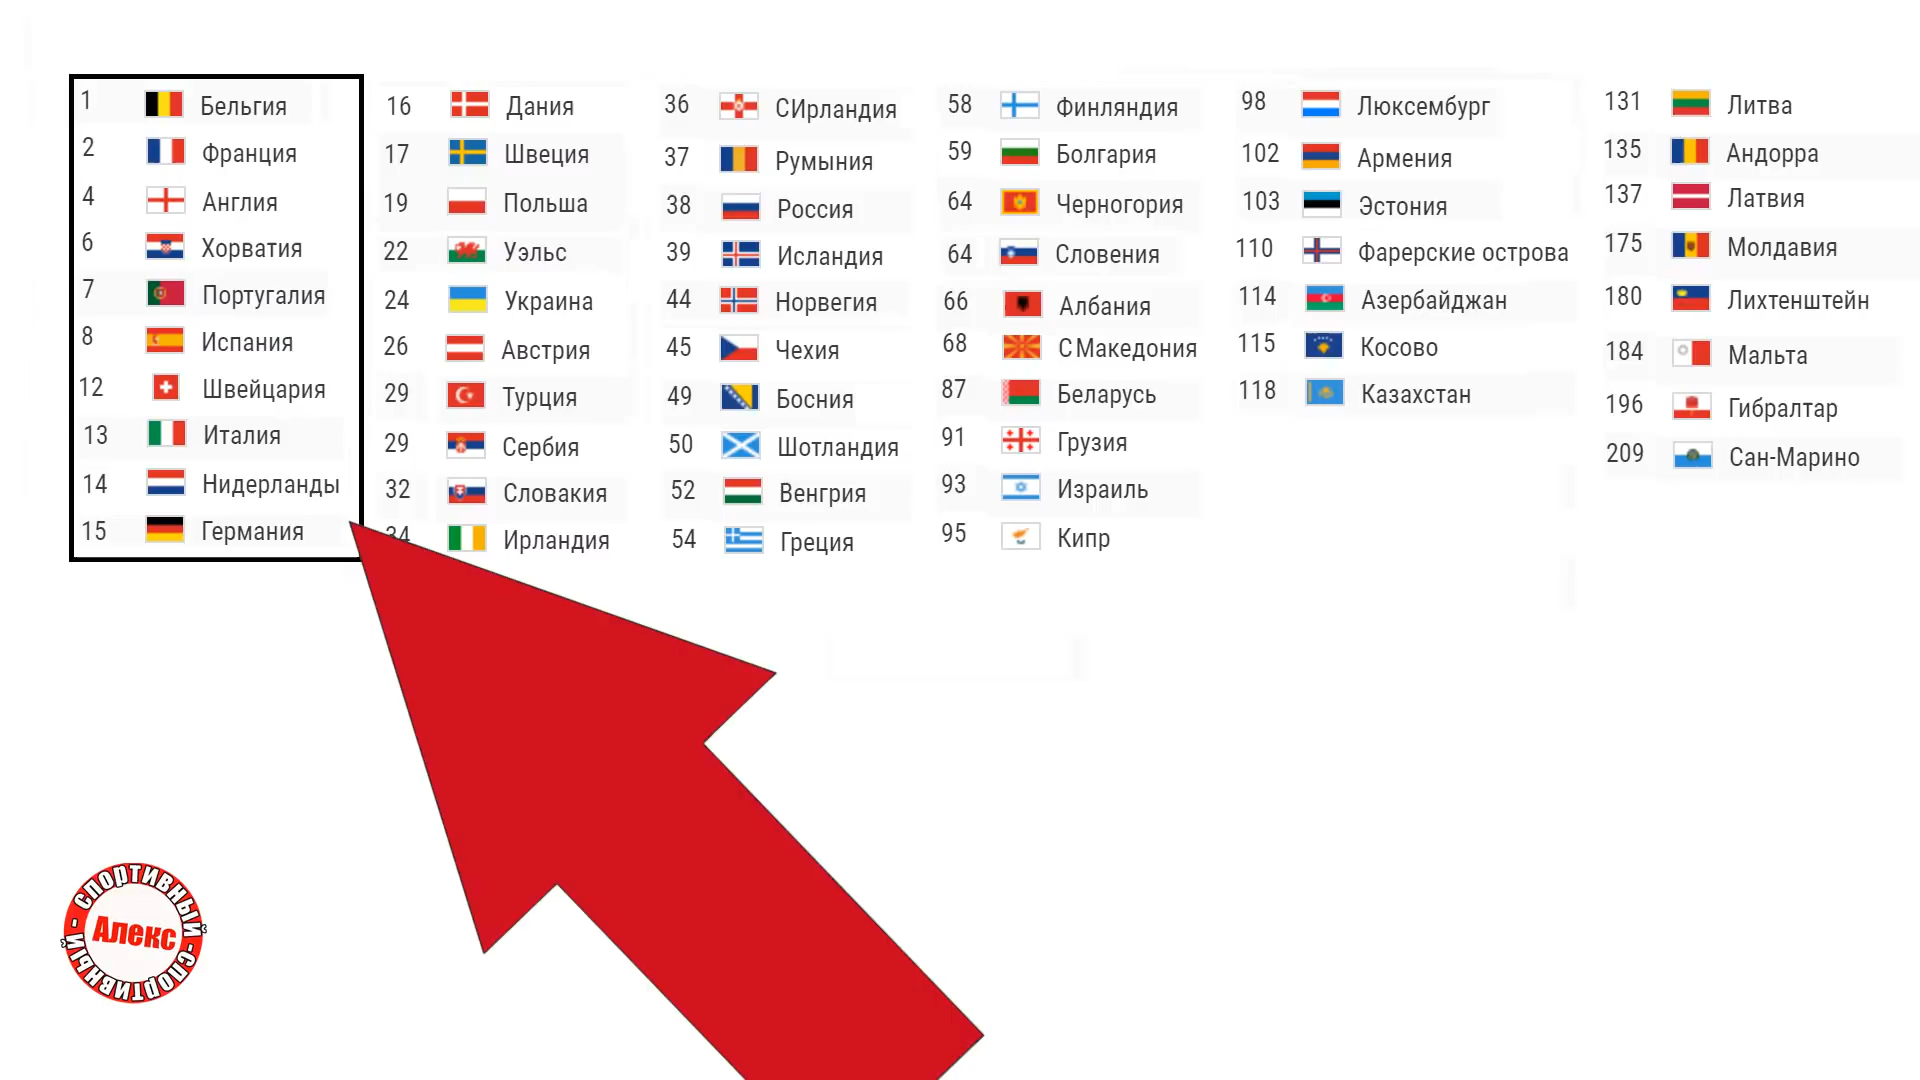 1 Бельгия
2 Франция
4 Англия
6 Хорватия
7 Португалия
8 Испания
12 Швейцария
13 Италия
14 Нидерланды
15 Германия
16 Дания
17 Швеция
19 Польша
22 Уэльс
24 Украина
26 Австрия
29 Турция
29 Сербия
32 Словакия
34 Ирландия
36 СИрландия
37 Румыния
38 Россия
39 Исландия
44 Норвегия
45 Чехия
49 Босния
50 Шотландия
52 Венгрия
54 Греция
58 Финляндия
59 Болгария
64 Черногория
64 Словения
66 Албания
68 СМакедония
87 Беларусь
91 Грузия
93 Израиль
95 Кипр
98 Люксембург
102 Армения
103 Эстония
110 Фарерские острова
114 Азербайджан
115 Косово
118 Казахстан
131 Литва
135 Андорра
137 Латвия
175 Молдавия
180 Лихтенштейн
184 Мальта
196 Гибралтар
209 Сан-Марино
- СПОРТИВНЫЙ - СПОРТИВНЫЙ
Алекс